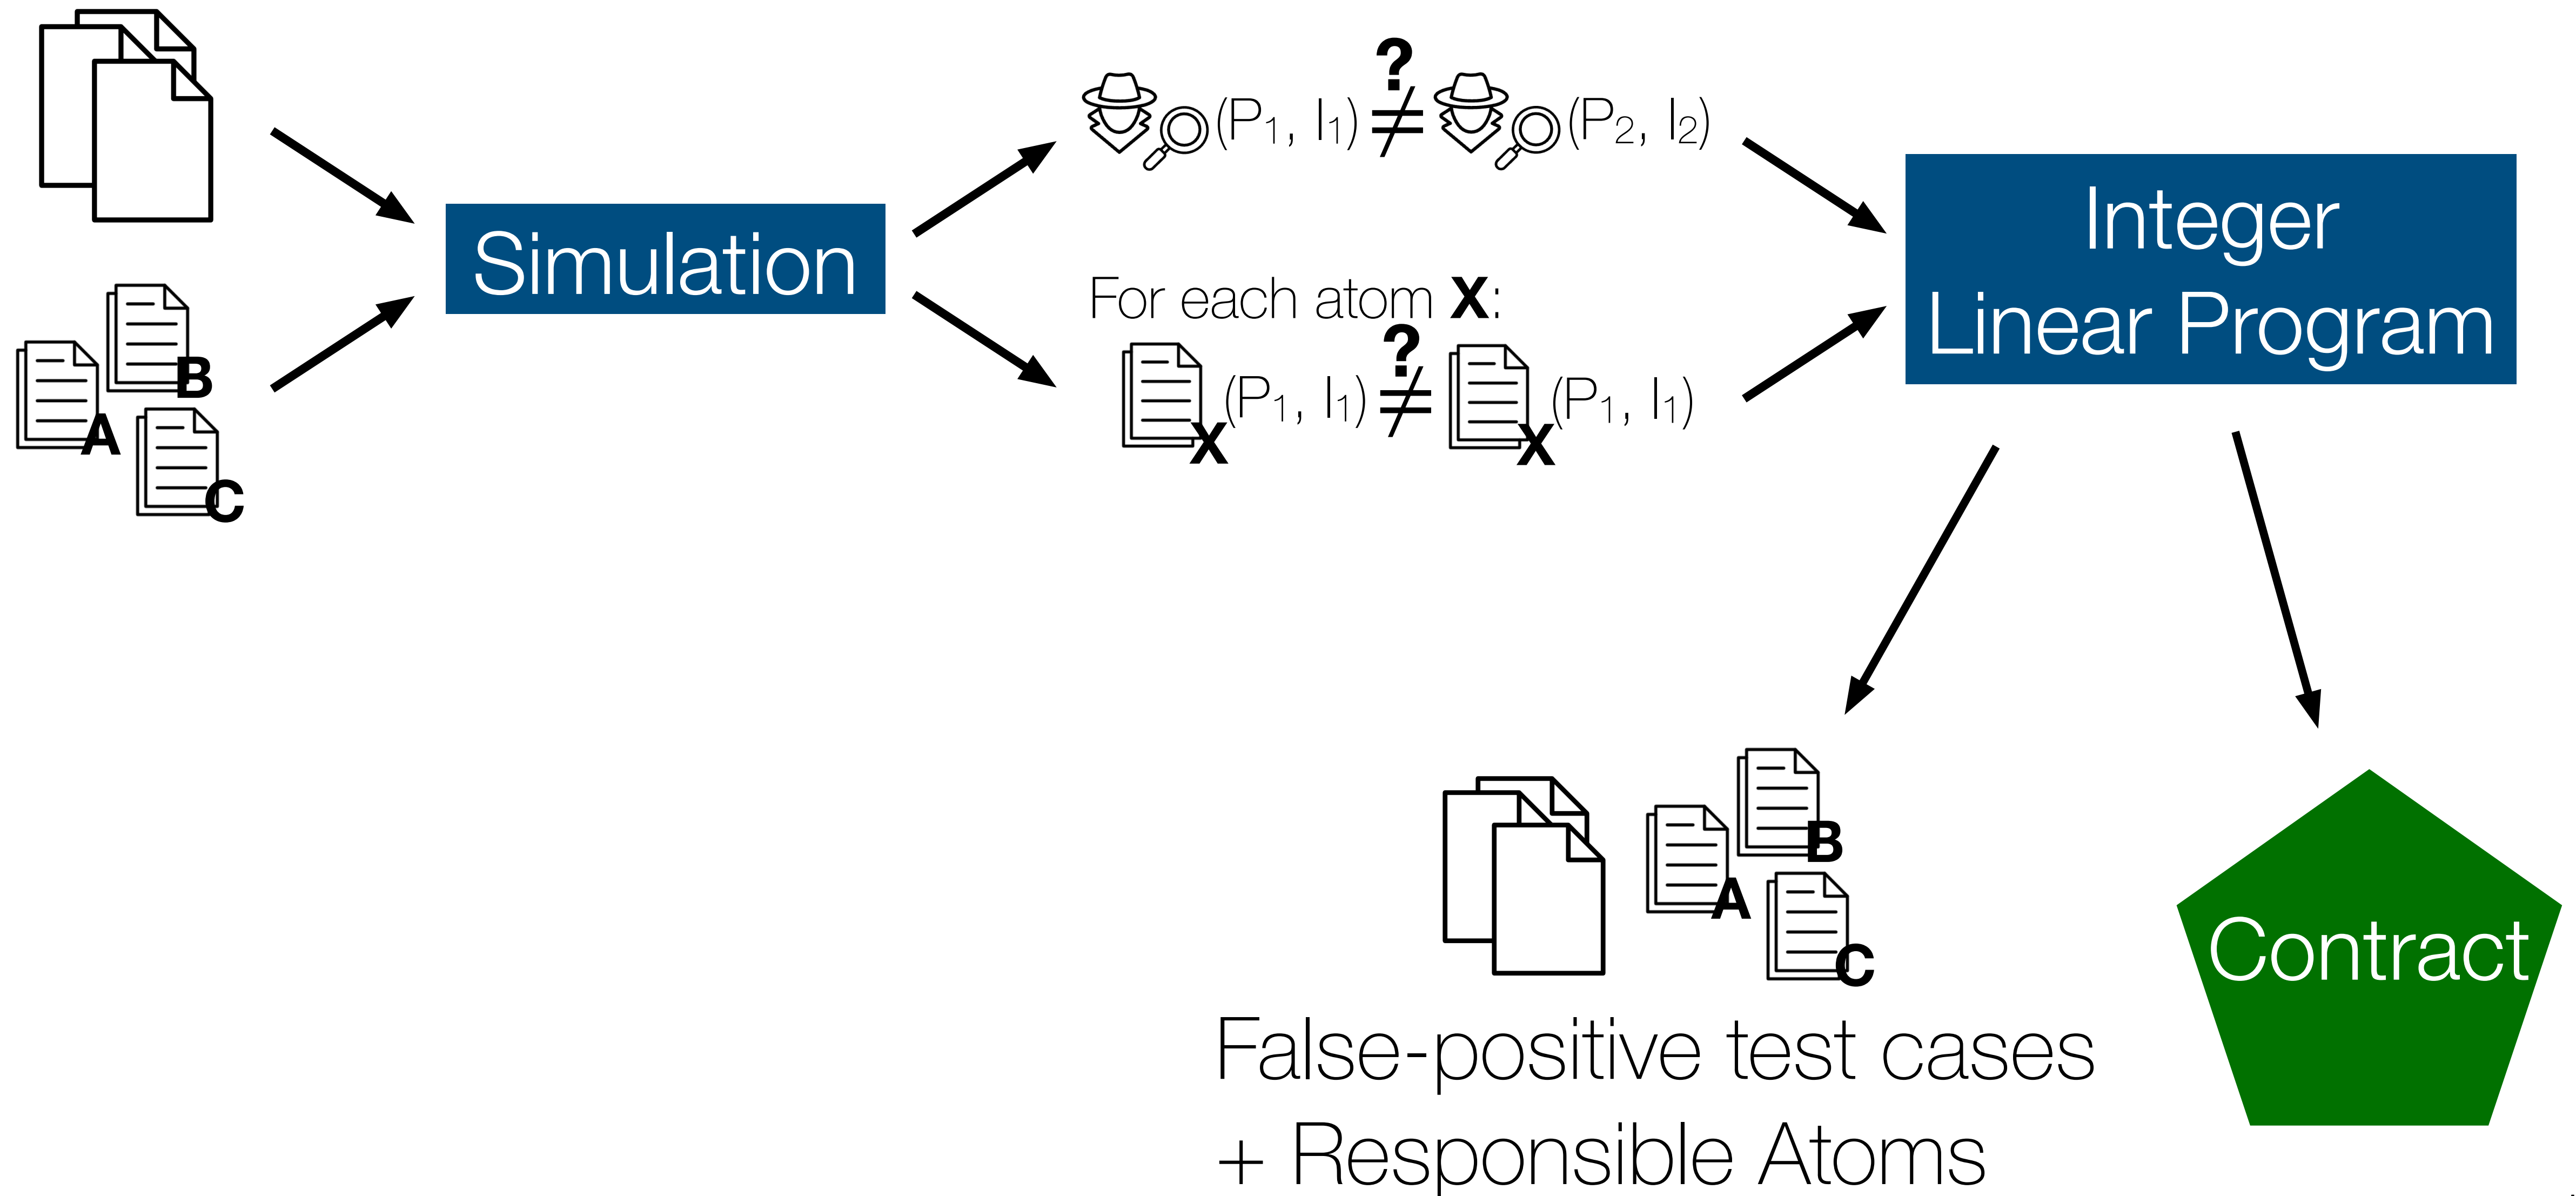 B
A
C
Simulation
?
(P₁, I₁) ≠ (P₂, I₂)
For each atom X:
?
X (P₁, I₁) ≠ X (P₁, I₁)
Integer
Linear Program
B
A
C
False-positive test cases
+ Responsible Atoms
Contract